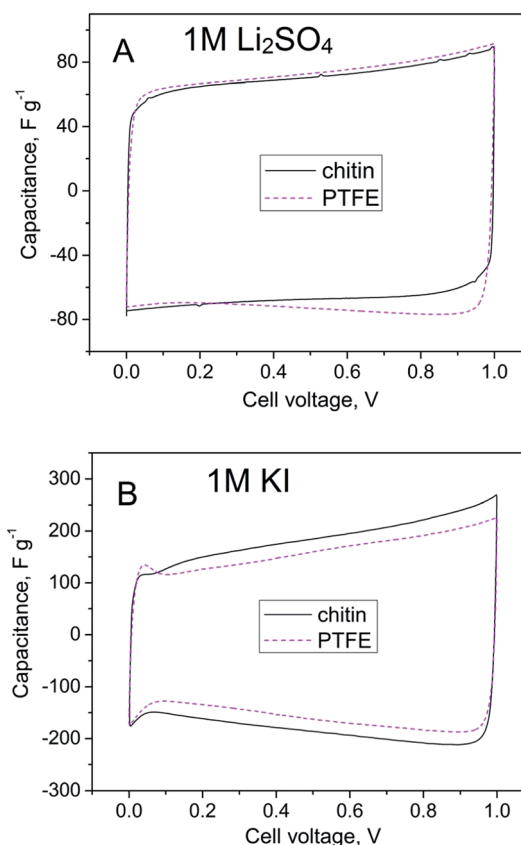 A
1M Li₂SO₄
Capacitance, F g⁻¹
80
40
0
-40
-80
chitin
PTFE
0.0 0.2 0.4 0.6 0.8 1.0
Cell voltage, V
B
1M KI
Capacitance, F g⁻¹
300
200
100
0
-100
-200
-300
chitin
PTFE
0.0 0.2 0.4 0.6 0.8 1.0
Cell voltage, V